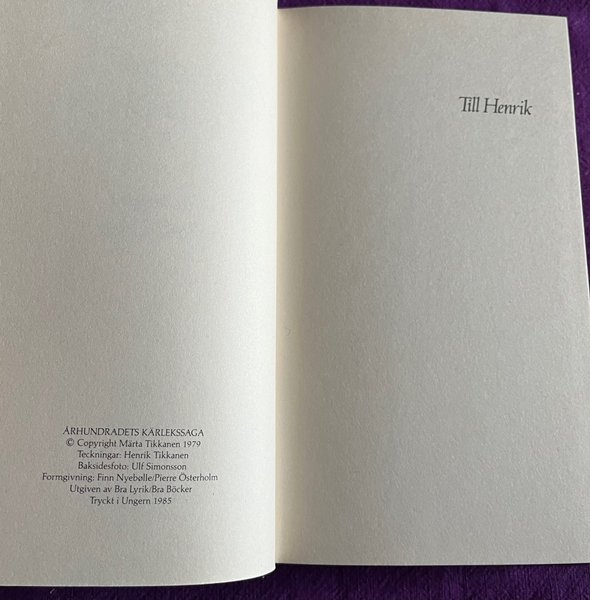 ÅRHUNDRADETS KÄRLEKSSAGA
© Copyright Märta Tikkanen 1979
Teckningar: Henrik Tikkanen
Baksidesfoto: Ulf Simonsson
Formgivning: Finn Nyebølle/Pierre Österholm
Utgiven av Bra Lyrik/Bra Böcker
Tryckt i Ungern 1985
Till Henrik